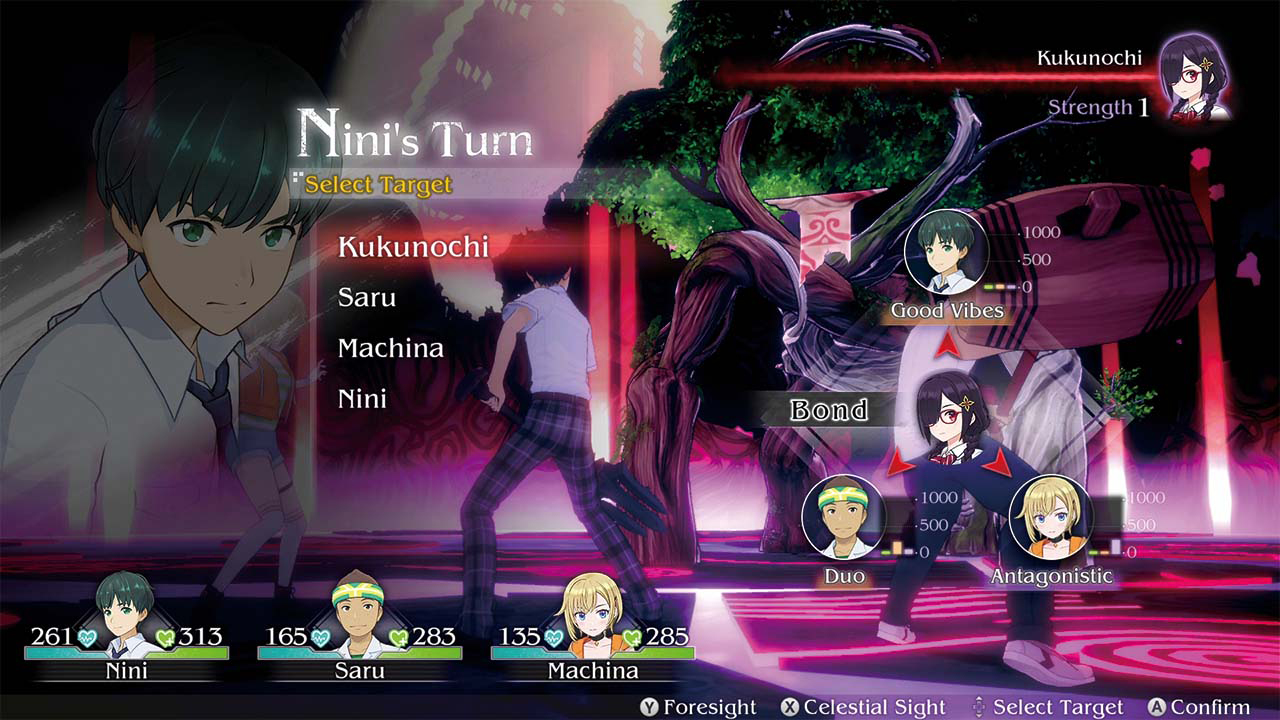 Kukunochi
Strength 1
Nini's Turn
Select Target
Kukunochi
Saru
Machina
Nini
1000
500
0
Good Vibes
Bond
1000
500
0
Duo
1000
500
0
Antagonistic
261 313
Nini
165 283
Saru
135 285
Machina
Y Foresight X Celestial Sight Select Target A Confirm